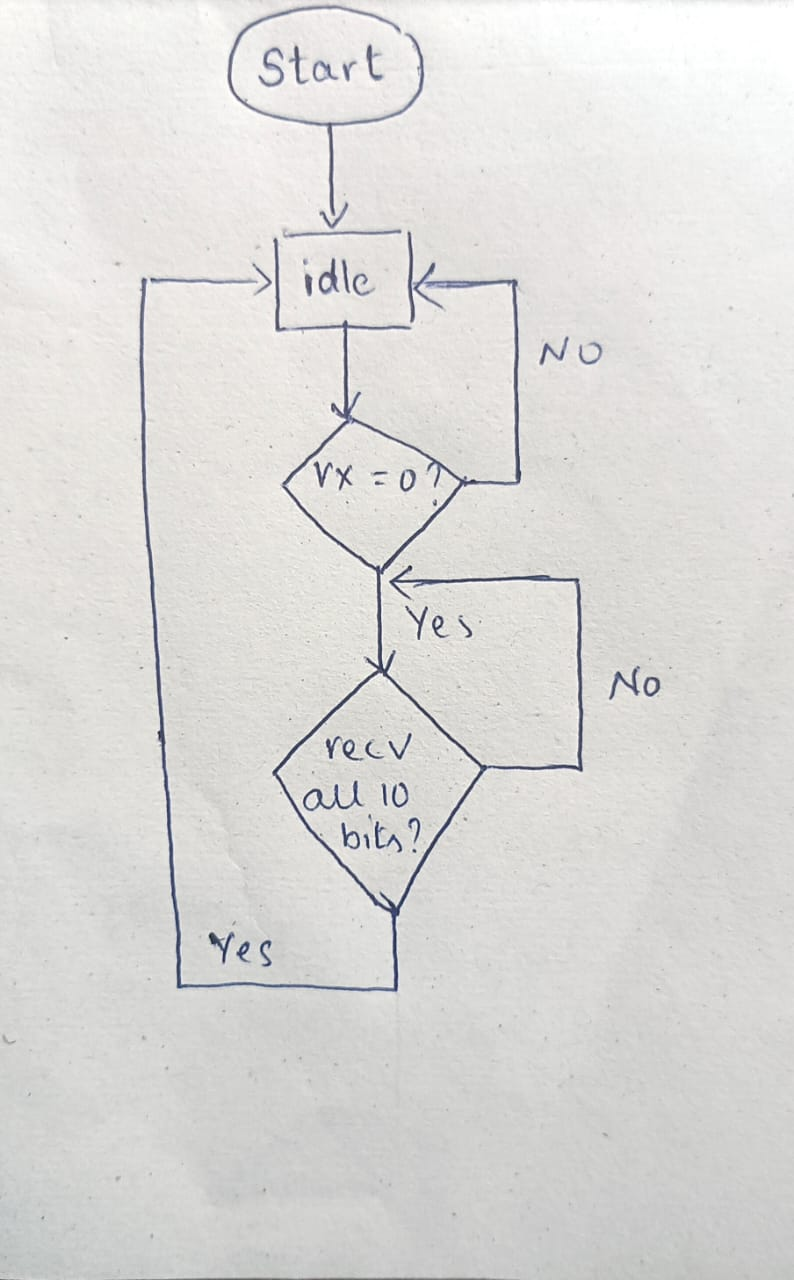 Start
idle
NO
rx = 0?
Yes
No
recv
all 10
bits?
Yes